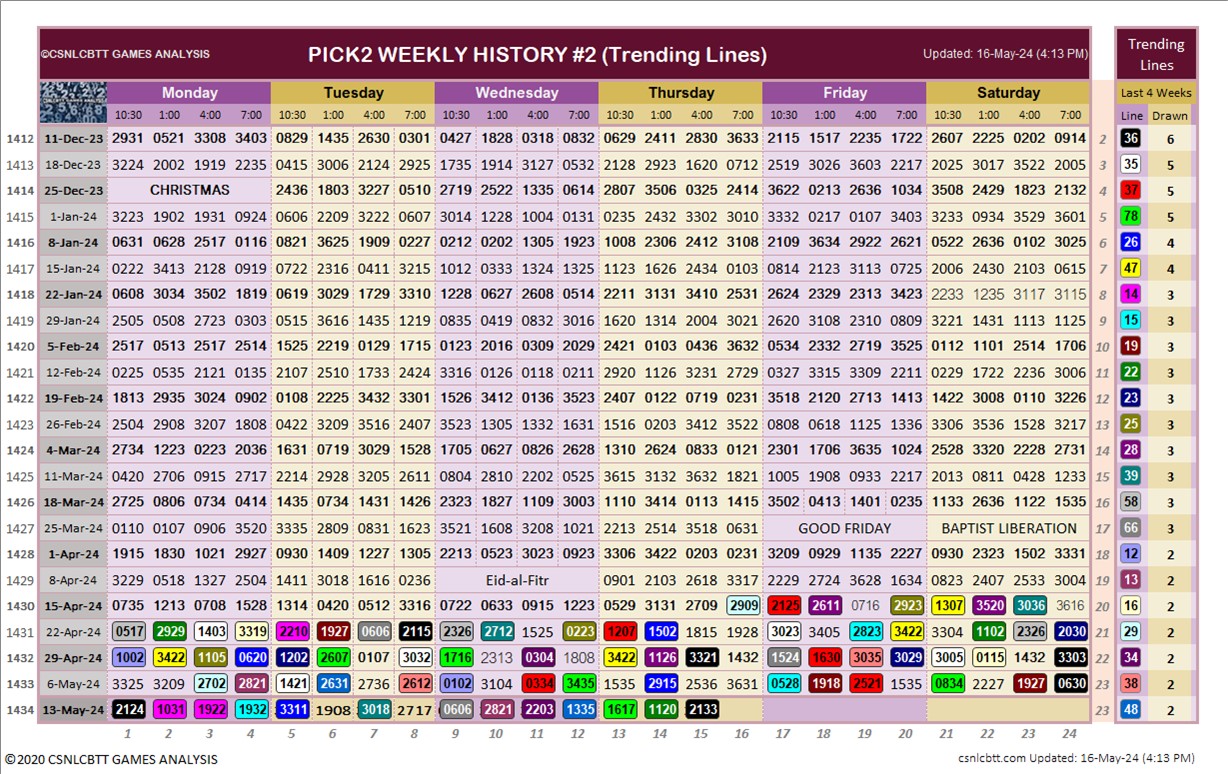 ©CSNLCBTT GAMES ANALYSIS PICK2 WEEKLY HISTORY #2 (Trending Lines) Updated: 16-May-24 (4:13 PM) Trending Lines
Monday Tuesday Wednesday Thursday Friday Saturday Last 4 Weeks
10:30 1:00 4:00 7:00 10:30 1:00 4:00 7:00 10:30 1:00 4:00 7:00 10:30 1:00 4:00 7:00 10:30 1:00 4:00 7:00 10:30 1:00 4:00 7:00 Line Drawn
1412 11-Dec-23 2931 0521 3308 3403 0829 1435 2630 0301 0427 1828 0318 0832 0629 2411 2830 3633 2115 1517 2235 1722 2607 2225 0202 0914 2 36 6
1413 18-Dec-23 3224 2002 1919 2235 0415 3006 2124 2925 1735 1914 3127 0532 2128 2923 1620 0712 2519 3026 3603 2217 2025 3017 3522 2005 3 35 5
1414 25-Dec-23 CHRISTMAS 2436 1803 3227 0510 2719 2522 1335 0614 2807 3506 0325 2414 3622 0213 2636 1034 3508 2429 1823 2132 4 37 5
1415 1-Jan-24 3223 1902 1931 0924 0606 2209 3222 0607 3014 1228 1004 0131 0235 2432 3302 3010 3332 0217 0107 3403 3233 0934 3529 3601 5 78 5
1416 8-Jan-24 0631 0628 2517 0116 0821 3625 1909 0227 0212 0202 1305 1923 1008 2306 2412 3108 2109 3634 2922 2621 0522 2636 0102 3025 6 26 4
1417 15-Jan-24 0222 3413 2128 0919 0722 2316 0411 3215 1012 0333 1324 1325 1123 1626 2434 0103 0814 2123 3113 0725 2006 2430 2103 0615 7 47 4
1418 22-Jan-24 0608 3034 3502 1819 0619 3029 1729 3311 1228 0627 2608 0514 2211 3131 3410 2531 2624 2329 2313 3423 2233 1235 3117 3115 8 14 3
1419 29-Jan-24 2505 0508 2723 0303 0515 3616 1435 1213 0835 0419 0832 3016 1620 1314 2004 3021 2620 3108 2310 0809 3221 1431 1113 1125 9 15 3
1420 5-Feb-24 2517 0513 2517 2514 1525 2219 0129 1715 0123 2016 0309 2029 2421 0103 0436 3632 0534 2332 2719 3525 0112 1101 2514 1706 10 19 3
1421 12-Feb-24 0225 0535 2121 0135 2107 2510 1733 2424 3316 0126 0118 0211 2920 1126 3231 2729 0327 3315 3309 2211 0229 1722 2236 3006 11 22 3
1422 19-Feb-24 1813 2935 3024 0902 0108 2225 3432 3301 1526 3412 0136 3523 2407 0122 0719 0231 3518 2120 2713 1413 1422 3008 0110 3226 12 23 3
1423 26-Feb-24 2504 2908 3207 1808 0422 3209 3516 2407 3523 1305 1332 1631 1516 0203 3412 3522 0808 0618 1125 1336 3306 3536 1528 3217 13 25 3
1424 4-Mar-24 2734 1223 0223 2036 1631 0719 3029 1528 1705 0627 0826 2628 1310 2624 0833 0121 2301 1706 3635 1024 2528 3320 2228 2731 14 28 3
1425 11-Mar-24 0420 2706 0915 2717 2214 2928 3205 2611 0804 2810 2202 0525 3615 3132 3632 1821 1005 1908 0933 2217 2013 0811 0428 1233 15 39 3
1426 18-Mar-24 2725 0806 0734 0414 1435 0734 1431 1426 2323 1827 1109 3003 1110 3414 0113 1415 3502 0413 1401 0235 1133 2636 1122 1535 16 58 3
1427 25-Mar-24 0110 0107 0906 3520 3335 2809 0831 1623 3521 1608 3208 1021 2213 2514 3518 0631 GOOD FRIDAY BAPTIST LIBERATION 17 66 3
1428 1-Apr-24 1915 1830 1021 2927 0930 1409 1227 1305 2213 0523 3023 0923 3306 3422 0203 0231 3209 0929 1135 2227 0930 2323 1502 3331 18 12 2
1429 8-Apr-24 3229 0518 1327 2504 1411 3018 1616 0236 Eid-al-Fitr 0901 2103 2618 3317 2229 2724 3628 1634 0823 2407 2533 3004 19 13 2
1430 15-Apr-24 0735 1213 0708 1528 1314 0420 0512 3316 0722 0633 0915 1223 0529 3131 2709 2909 2125 2611 0716 2923 1307 3520 3036 3616 20 16 2
1431 22-Apr-24 0517 2929 1403 3319 2210 1927 0606 2115 2326 2712 1525 0223 1207 1502 1815 1928 3023 3405 2823 3422 3304 1102 2326 2030 21 29 2
1432 29-Apr-24 1002 3422 1105 0620 1202 2607 0107 3032 1716 2313 0304 1808 3422 1126 3321 1432 1524 1630 3035 3029 3005 0115 1432 3303 22 34 2
1433 6-May-24 3325 3209 2702 2821 1421 2631 2736 2612 0102 3104 0334 3435 1535 2915 2536 3631 0528 1918 2521 1535 0834 2227 1927 0630 23 38 2
1434 13-May-24 2124 1031 1922 1932 3311 1908 3018 2717 0606 2821 2203 1335 1617 1120 2133 23 48 2
1 2 3 4 5 6 7 8 9 10 11 12 13 14 15 16 17 18 19 20 21 22 23 24
©2020 CSNLCBTT GAMES ANALYSIS csnlcbtt.com Updated: 16-May-24 (4:13 PM)